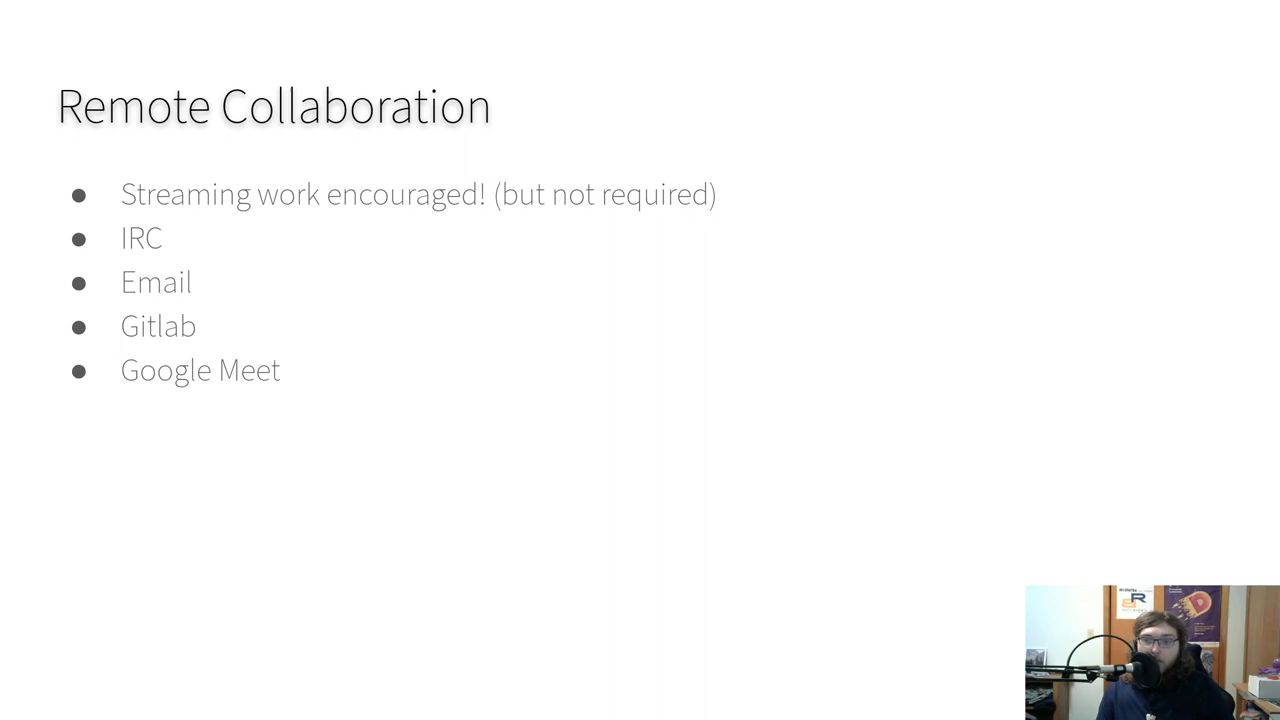 Remote Collaboration
● Streaming work encouraged! (but not required)
● IRC
● Email
● Gitlab
● Google Meet